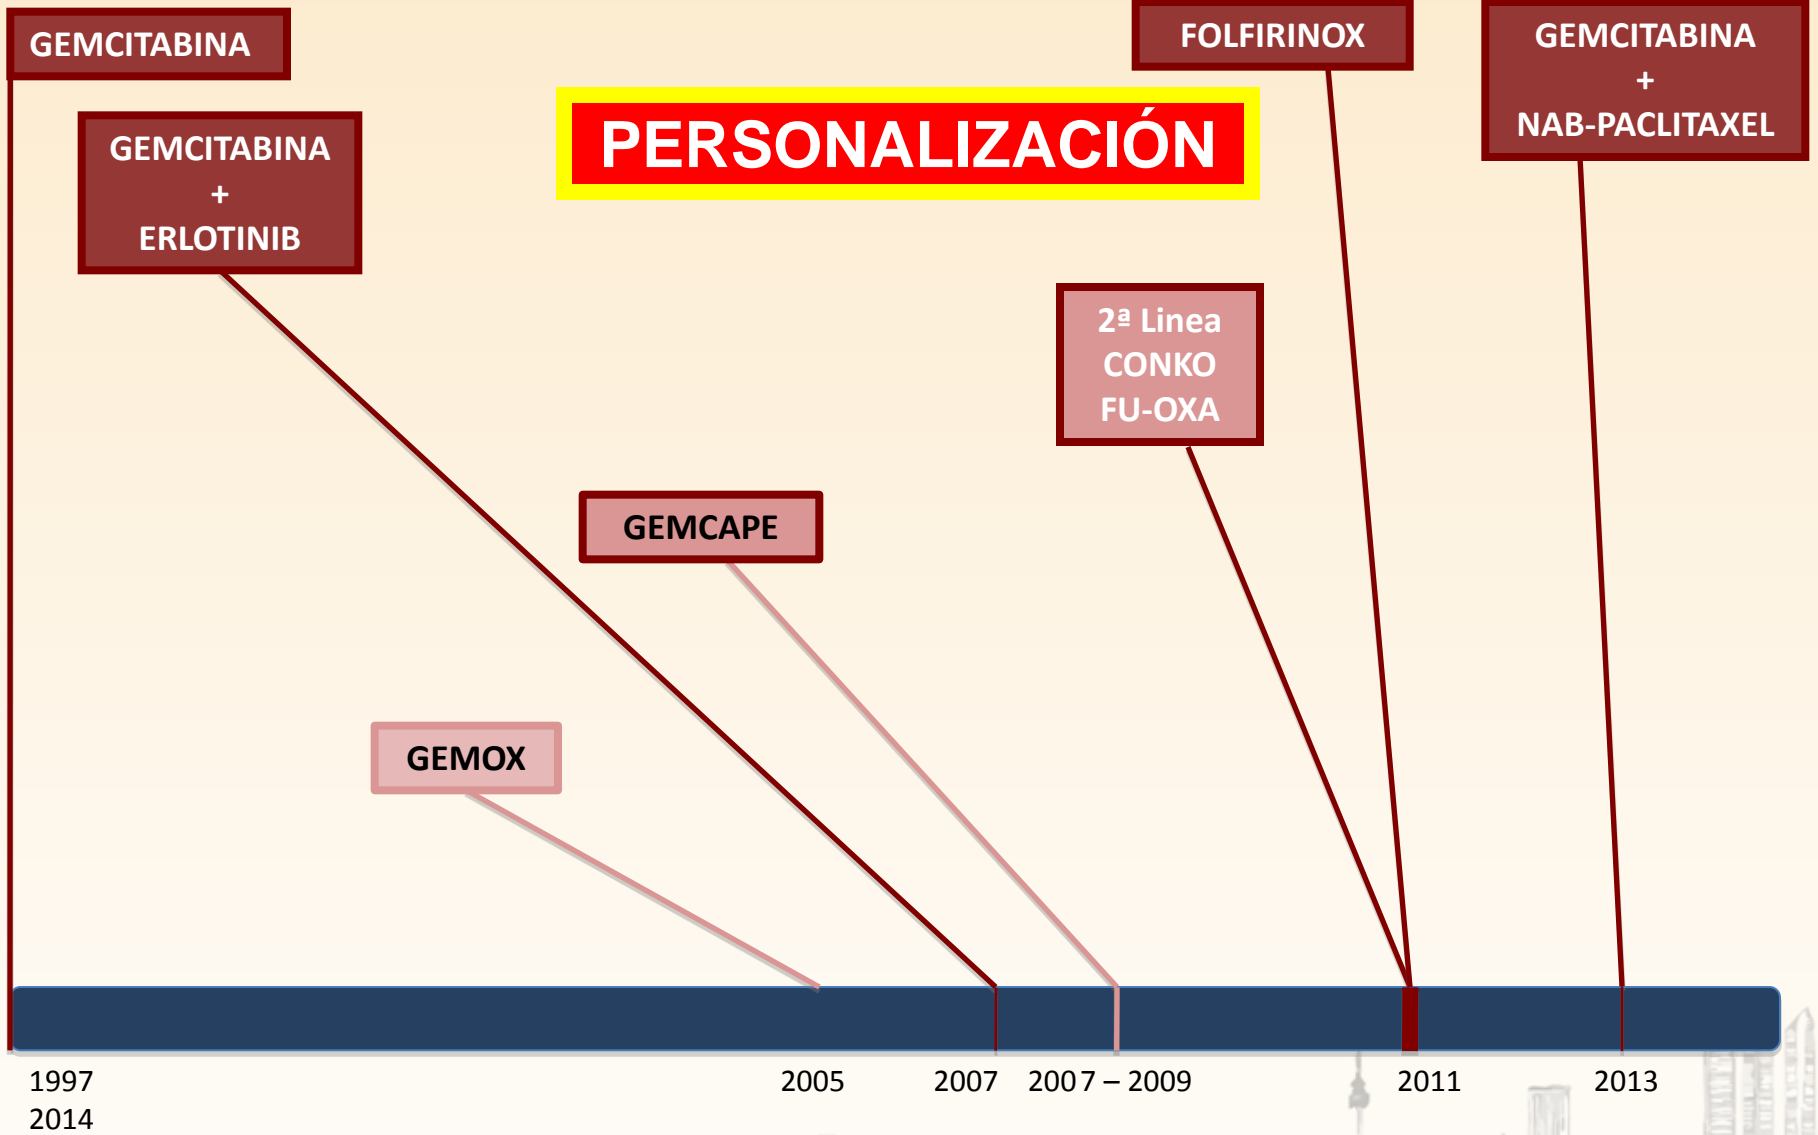 GEMCITABINA
FOLFIRINOX
GEMCITABINA
+
NAB-PACLITAXEL
PERSONALIZACIÓN
GEMCITABINA
+
ERLOTINIB
2ª Linea
CONKO
FU-OXA
GEMCAPE
GEMOX
1997 2005 2007 2007 – 2009 2011 2013
2014